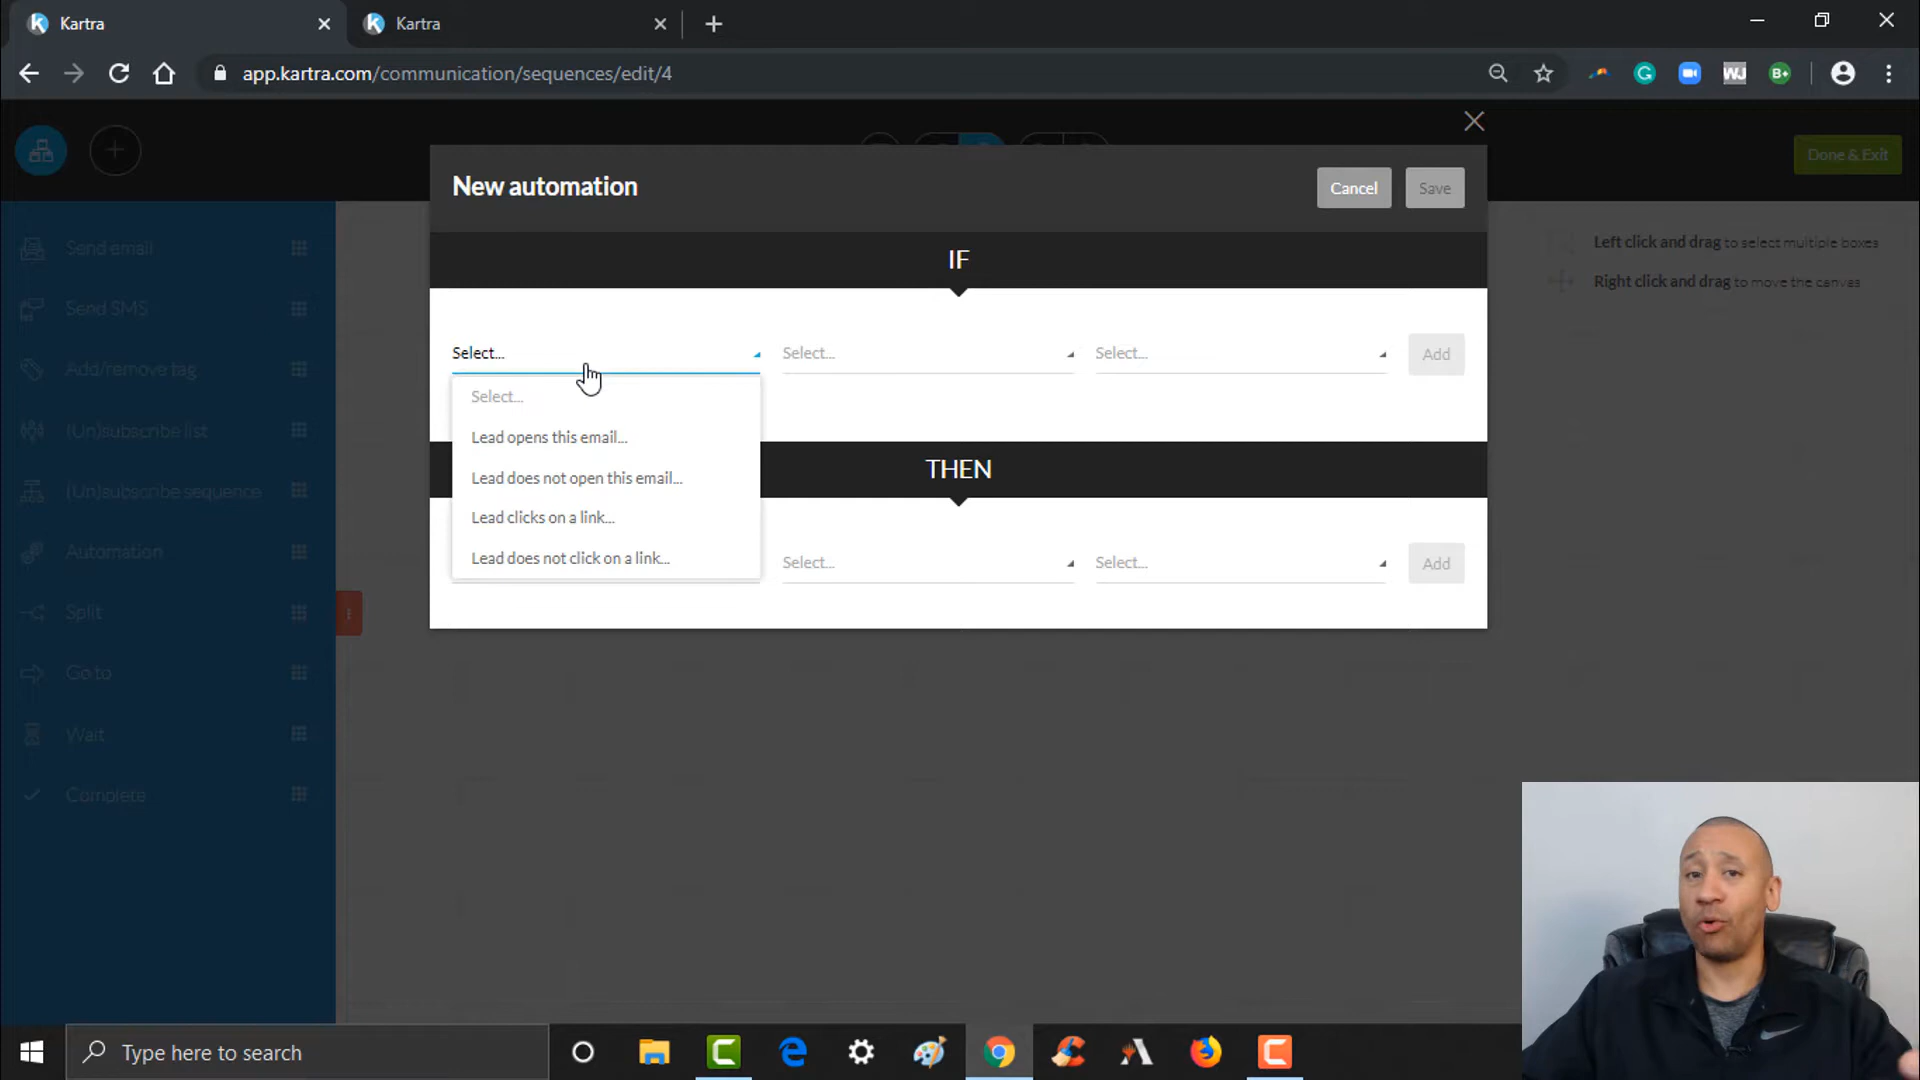 Kartra
Kartra
app.kartra.com/communication/sequences/edit/4
Done & Exit
New automation
Cancel
Save
Send email
Send SMS
Add/remove tag
(Un)subscribe list
(Un)subscribe sequence
Automation
Split
Go to
Wait
Complete
IF
Select...
Select...
Select...
Add
Select...
Lead opens this email...
Lead does not open this email...
Lead clicks on a link...
Lead does not click on a link...
THEN
Select...
Select...
Add
Left click and drag to select multiple boxes
Right click and drag to move the canvas
Type here to search